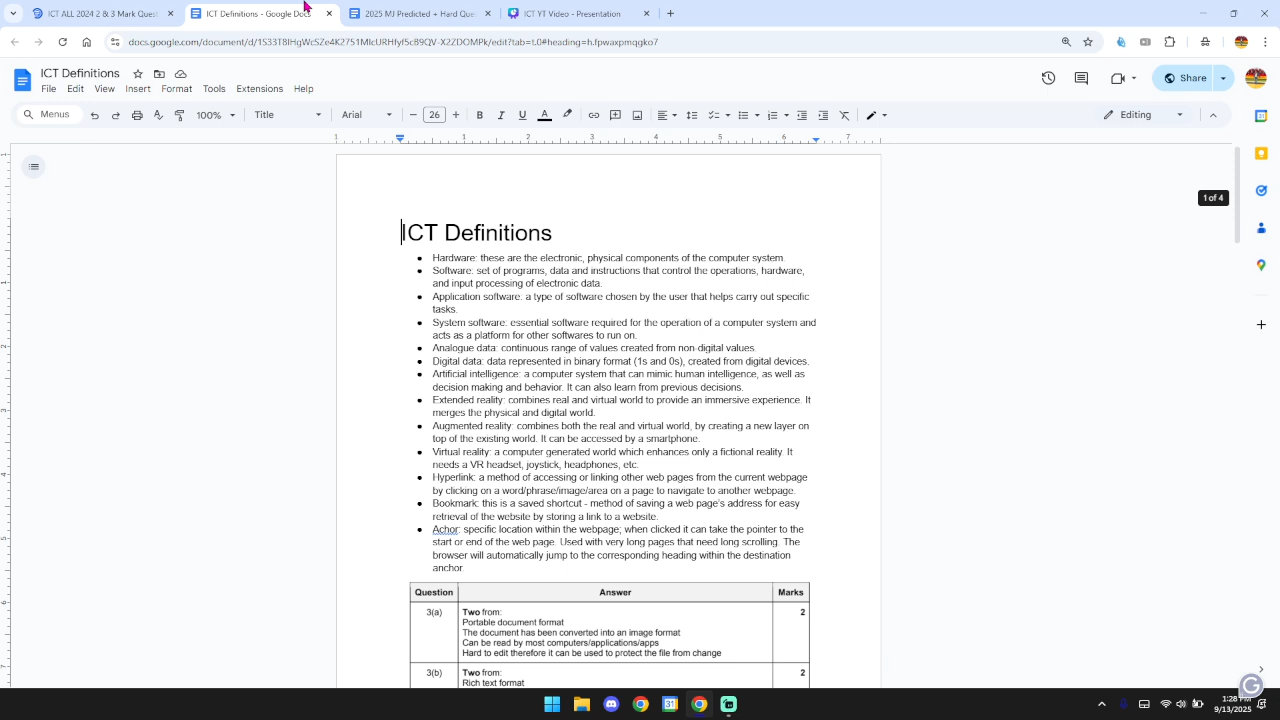 ICT ALL 2024 2 & 3 Mark Quest
ICT Definitions - Google Docs
2025 MJ Predicted + Hard Que
ICT YT Video - Presentation
docs.google.com/document/d/1S33T8IHgWcSZe4K2751MIcURHfyf5cB9QV-X2ZDOMPk/edit?tab=t.0#heading=h.fpwaxpmqgko7
ICT Definitions
File Edit View Insert Format Tools Extensions Help
Share
Menus
100%
Title
Arial
26
Editing
1 1 2 3 4 5 6 7
1 of 4
ICT Definitions
● Hardware: these are the electronic, physical components of the computer system.
● Software: set of programs, data and instructions that control the operations, hardware,
and input processing of electronic data.
● Application software: a type of software chosen by the user that helps carry out specific
tasks.
● System software: essential software required for the operation of a computer system and
acts as a platform for other softwares to run on.
● Analogue data: continuous range of values created from non-digital values.
● Digital data: data represented in binary format (1s and 0s), created from digital devices.
● Artificial intelligence: a computer system that can mimic human intelligence, as well as
decision making and behavior. It can also learn from previous decisions.
● Extended reality: combines real and virtual world to provide an immersive experience. It
merges the physical and digital world.
● Augmented reality: combines both the real and virtual world, by creating a new layer on
top of the existing world. It can be accessed by a smartphone.
● Virtual reality: a computer generated world which enhances only a fictional reality. It
needs a VR headset, joystick, headphones, etc.
● Hyperlink: a method of accessing or linking other web pages from the current webpage
by clicking on a word/phrase/image/area on a page to navigate to another webpage.
● Bookmark: this is a saved shortcut - method of saving a web page's address for easy
retrieval of the website by storing a link to a website.
● Achor: specific location within the webpage; when clicked it can take the pointer to the
start or end of the web page. Used with very long pages that need long scrolling. The
browser will automatically jump to the corresponding heading within the destination
anchor.
Question Answer Marks
3(a) Two from: 2
Portable document format
The document has been converted into an image format
Can be read by most computers/applications/apps
Hard to edit therefore it can be used to protect the file from change
3(b) Two from: 2
Rich text format
1:28 PM
9/13/2025